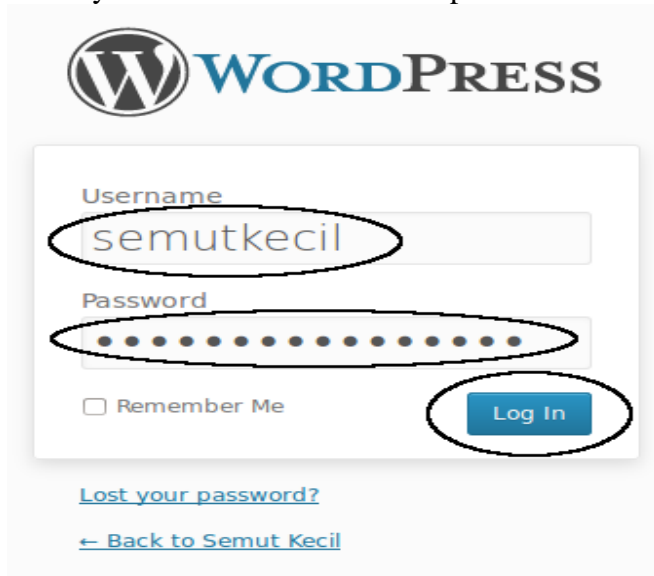 WORDPRESS
Username
semutkecil
Password
••••••••••••••••
Remember Me
Log In
Lost your password?
← Back to Semut Kecil